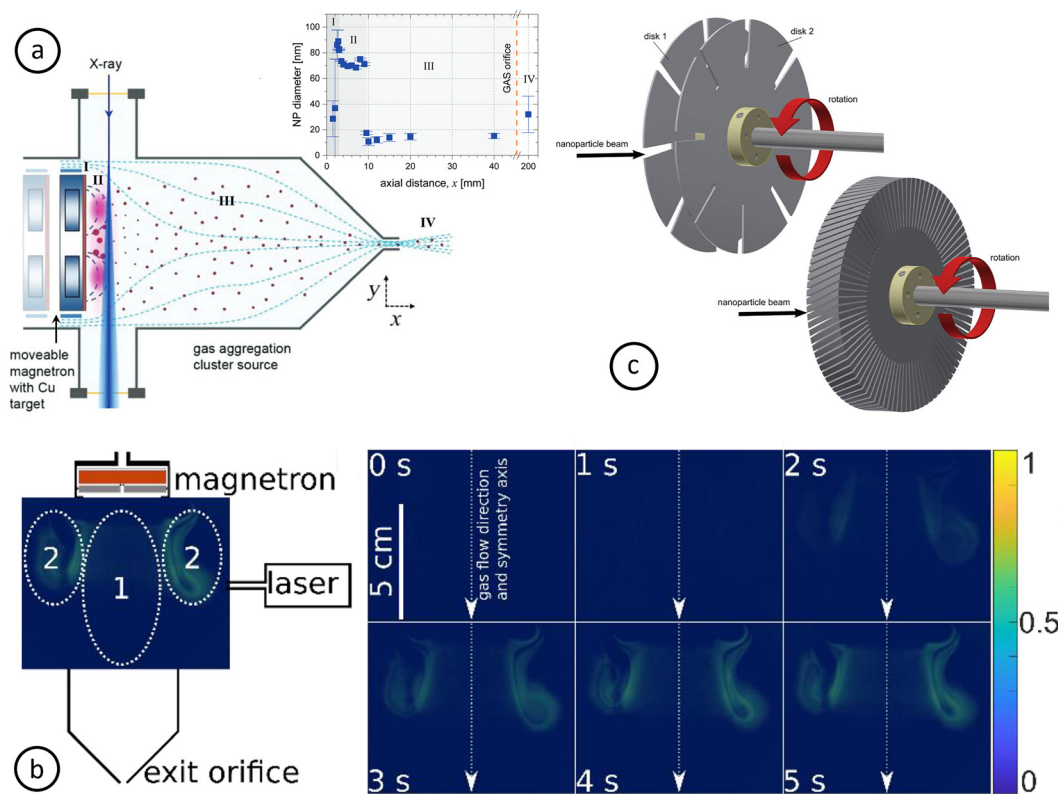 a
X-ray
I
II
III
IV
y
x
moveable
magnetron
with Cu
target
gas aggregation
cluster source
NP diameter [nm]
100
80
60
40
20
0
I
II
III
IV
GAS orifice
0
10
20
30
40
200
axial distance, x [mm]
disk 1
disk 2
rotation
nanoparticle beam
rotation
nanoparticle beam
c
magnetron
2
1
2
laser
exit orifice
b
0 s
1 s
2 s
5 cm
gas flow direction
and symmetry axis
3 s
4 s
5 s
1
0.5
0